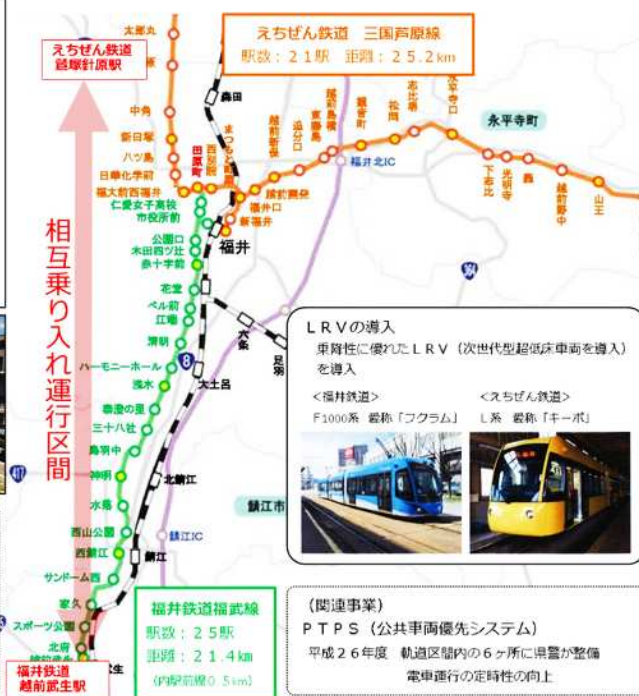 えちぜん鉄道 三国芦原線
駅数：21駅 距離：25.2km
太郎丸
えちぜん鉄道
鷲塚針原駅
中角
新田塚
八ツ島
日華化学前
福大前西福井
田原町
西別院
まつもと町屋
森田
越前新保
追分口
東藤島
越前島橋
観音町
松岡
志比堺
永平寺口
永平寺町
下志比
光明寺
轟
越前野中
山王
福井北IC
越前開発
福井口
新福井
福井
仁愛女子高校
市役所前
公園口
木田四ツ辻
赤十字前
花堂
ベル前
江端
清明
ハーモニーホール
浅水
泰澄の里
三十八社
鳥羽中
神明
水落
西山公園
西鯖江
サンドーム西
家久
スポーツ公園
北府
福井鉄道
越前武生駅
相互乗り入れ運行区間
8
417
364
六条
足羽
大土呂
北鯖江
鯖江
鯖江市
鯖江IC
LRVの導入
乗降性に優れたLRV（次世代型超低床車両を導入）
を導入
＜福井鉄道＞ ＜えちぜん鉄道＞
F1000系 愛称「フクラム」 L系 愛称「キーボ」
福井鉄道福武線
駅数：25駅
距離：21.4km
（内駅前線0.5km）
（関連事業）
PTPS（公共車両優先システム）
平成26年度 軌道区間内の6ヶ所に県警が整備
電車運行の定時性の向上